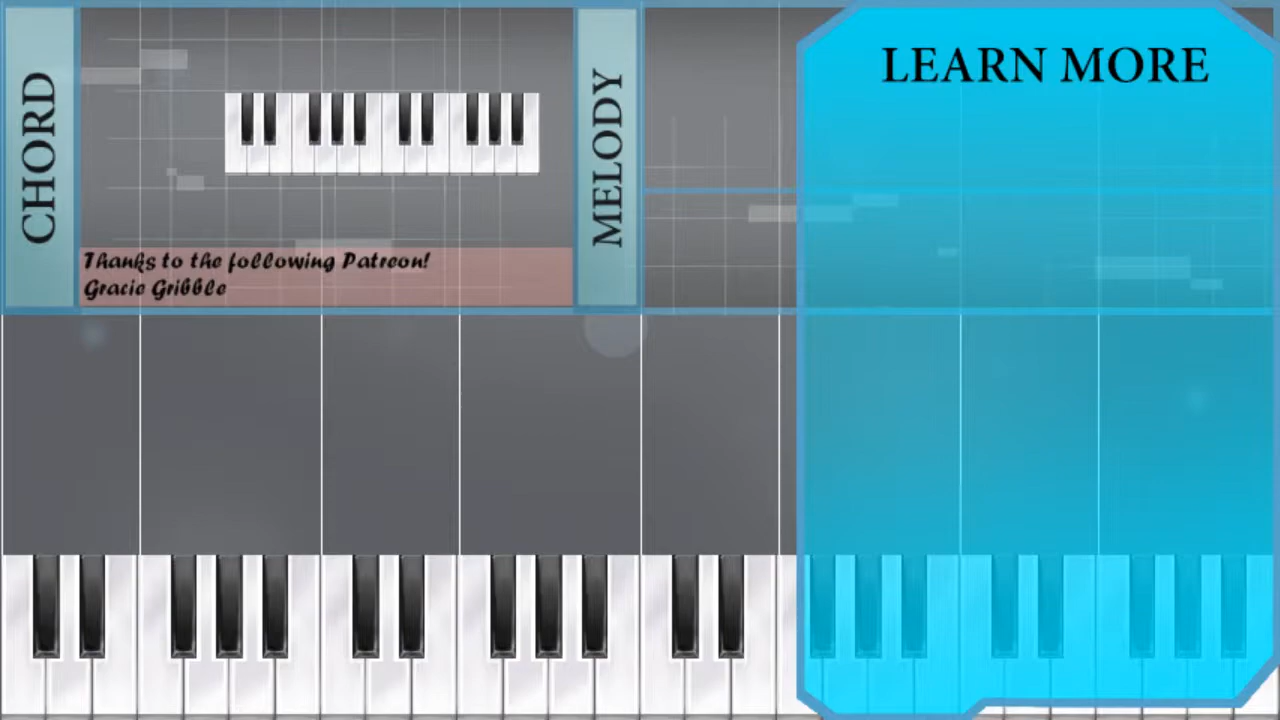 CHORD
MELODY
LEARN MORE
Thanks to the following Patreon!
Gracie Gribble